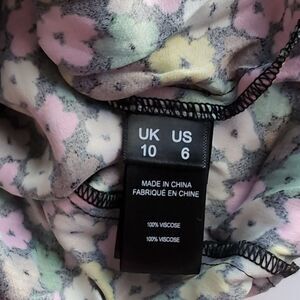 UK US
10 6
MADE IN CHINA
FABRIQUÉ EN CHINE
100% VISCOSE
100% VISCOSE